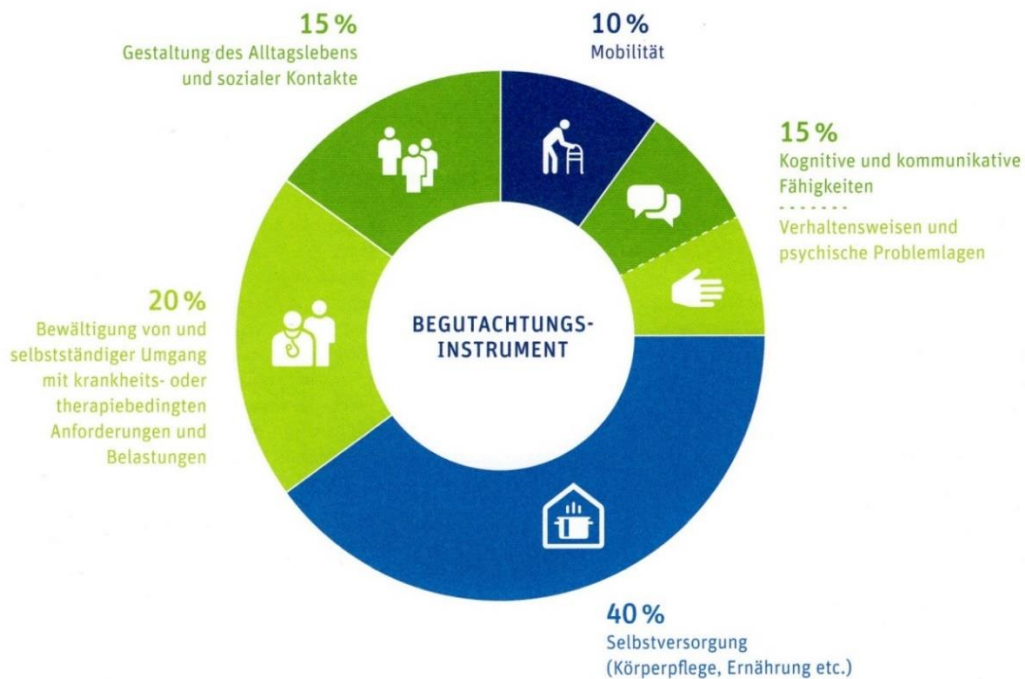 15 %
Gestaltung des Alltagslebens
und sozialer Kontakte
10 %
Mobilität
15 %
Kognitive und kommunikative
Fähigkeiten
Verhaltensweisen und
psychische Problemlagen
20 %
Bewältigung von und
selbstständiger Umgang
mit krankheits- oder
therapiebedingten
Anforderungen und
Belastungen
BEGUTACHTUNGS-
INSTRUMENT
40 %
Selbstversorgung
(Körperpflege, Ernährung etc.)